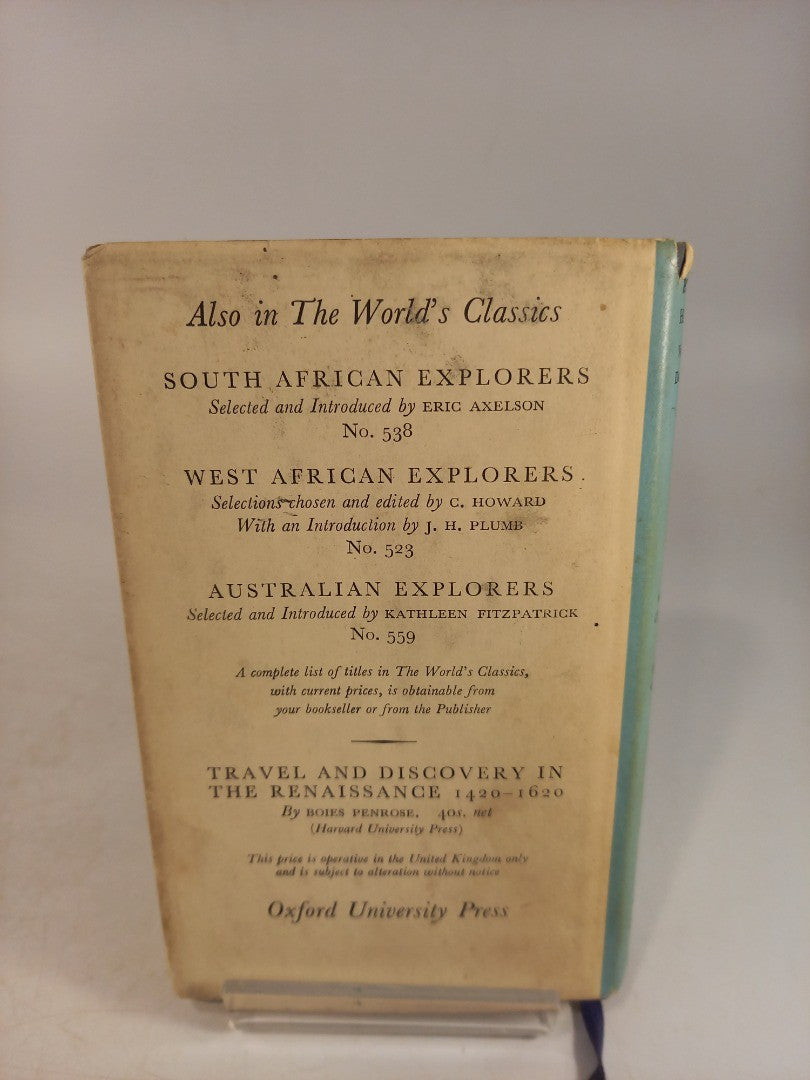 Also in The World's Classics
SOUTH AFRICAN EXPLORERS
Selected and Introduced by ERIC AXELSON
No. 538
WEST AFRICAN EXPLORERS
Selections chosen and edited by C. HOWARD
With an Introduction by J. H. PLUMB
No. 523
AUSTRALIAN EXPLORERS
Selected and Introduced by KATHLEEN FITZPATRICK
No. 559
A complete list of titles in The World's Classics,
with current prices, is obtainable from
your bookseller or from the Publisher
TRAVEL AND DISCOVERY IN
THE RENAISSANCE 1420–1620
By BOIES PENROSE. 40s. net
(Harvard University Press)
This price is operative in the United Kingdom only
and is subject to alteration without notice
Oxford University Press